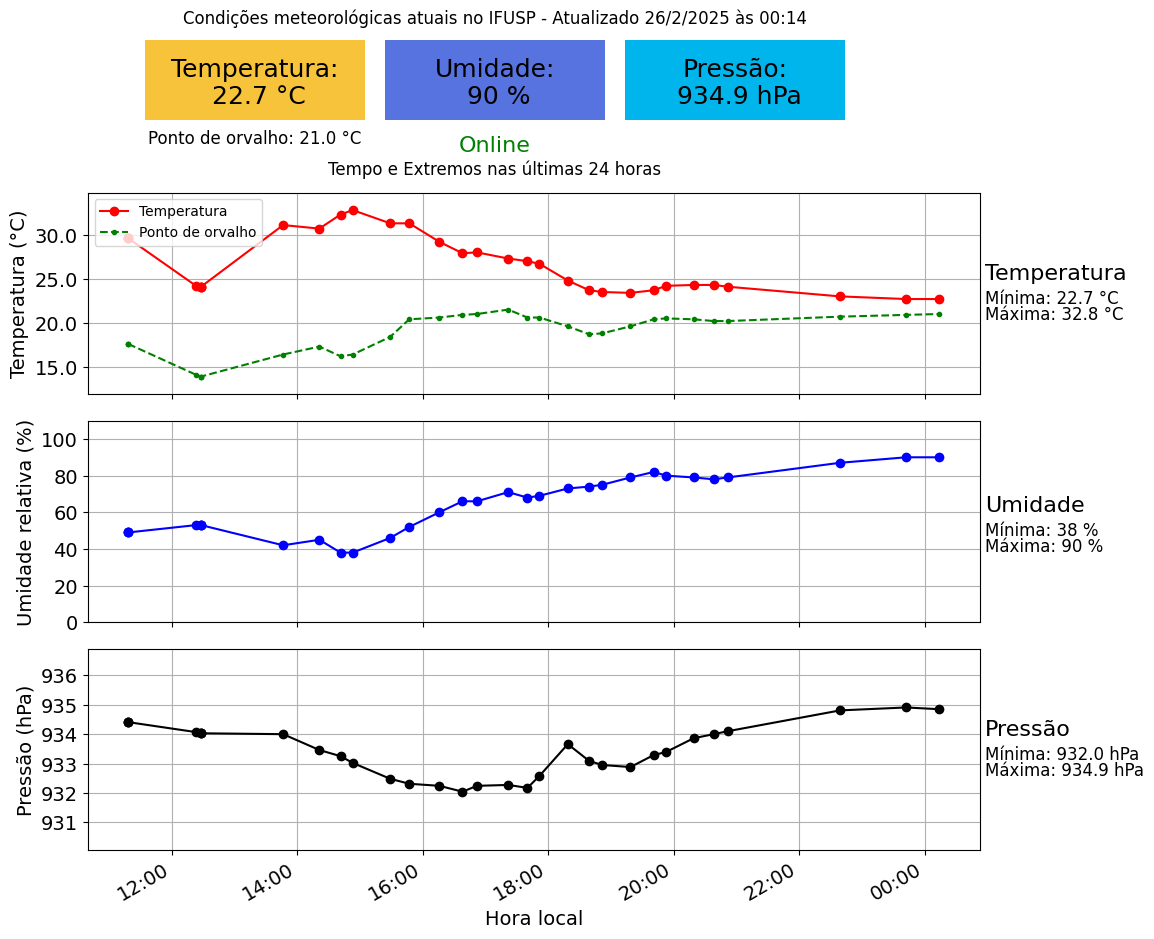 Condições meteorológicas atuais no IFUSP - Atualizado 26/2/2025 às 00:14
Temperatura:
22.7 °C
Umidade:
90 %
Pressão:
934.9 hPa
Ponto de orvalho: 21.0 °C
Online
Tempo e Extremos nas últimas 24 horas
Temperatura (°C)
30.0
25.0
20.0
15.0
Temperatura
Ponto de orvalho
Temperatura
Mínima: 22.7 °C
Máxima: 32.8 °C
Umidade relativa (%)
100
80
60
40
20
0
Umidade
Mínima: 38 %
Máxima: 90 %
Pressão (hPa)
936
935
934
933
932
931
Pressão
Mínima: 932.0 hPa
Máxima: 934.9 hPa
12:00
14:00
16:00
18:00
20:00
22:00
00:00
Hora local